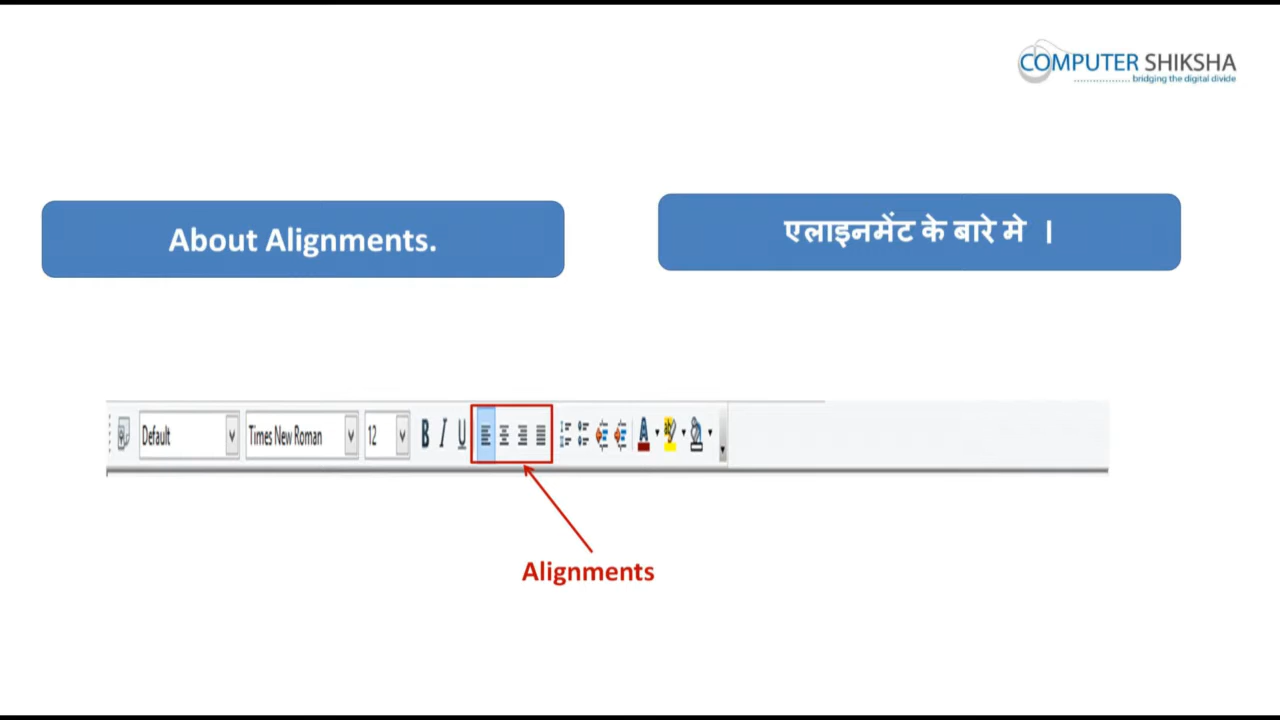 COMPUTER SHIKSHA
bridging the digital divide
About Alignments.
एलाइनमेंट के बारे मे ।
Default
Times New Roman
12
B I U
A
Alignments